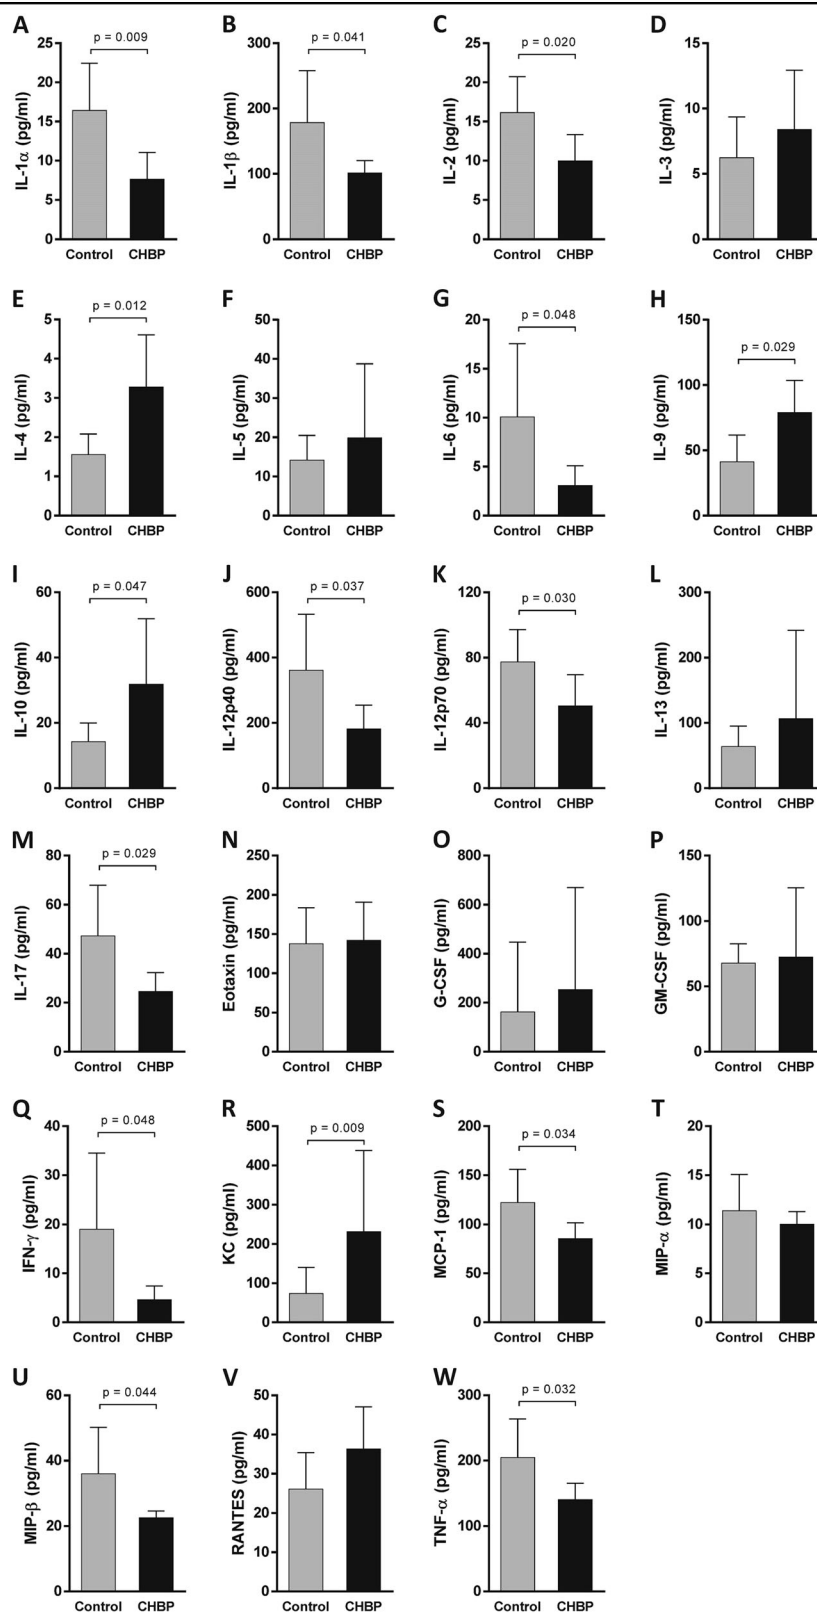 A
p = 0.009
IL-1α (pg/ml)
25
20
15
10
5
0
Control CHBP
B
p = 0.041
IL-1β (pg/ml)
300
200
100
0
Control CHBP
C
p = 0.020
IL-2 (pg/ml)
25
20
15
10
5
0
Control CHBP
D
IL-3 (pg/ml)
15
10
5
0
Control CHBP
E
p = 0.012
IL-4 (pg/ml)
5
4
3
2
1
0
Control CHBP
F
IL-5 (pg/ml)
50
40
30
20
10
0
Control CHBP
G
p = 0.048
IL-6 (pg/ml)
20
15
10
5
0
Control CHBP
H
p = 0.029
IL-9 (pg/ml)
150
100
50
0
Control CHBP
I
p = 0.047
IL-10 (pg/ml)
60
40
20
0
Control CHBP
J
p = 0.037
IL-12p40 (pg/ml)
600
400
200
0
Control CHBP
K
p = 0.030
IL-12p70 (pg/ml)
120
80
40
0
Control CHBP
L
IL-13 (pg/ml)
300
200
100
0
Control CHBP
M
p = 0.029
IL-17 (pg/ml)
80
60
40
20
0
Control CHBP
N
Eotaxin (pg/ml)
250
200
150
100
50
0
Control CHBP
O
G-CSF (pg/ml)
800
600
400
200
0
Control CHBP
P
GM-CSF (pg/ml)
150
100
50
0
Control CHBP
Q
p = 0.048
IFN-γ (pg/ml)
40
30
20
10
0
Control CHBP
R
p = 0.009
KC (pg/ml)
500
400
300
200
100
0
Control CHBP
S
p = 0.034
MCP-1 (pg/ml)
200
150
100
50
0
Control CHBP
T
MIP-α (pg/ml)
20
15
10
5
0
Control CHBP
U
p = 0.044
MIP-β (pg/ml)
60
40
20
0
Control CHBP
V
RANTES (pg/ml)
50
40
30
20
10
0
Control CHBP
W
p = 0.032
TNF-α (pg/ml)
300
200
100
0
Control CHBP